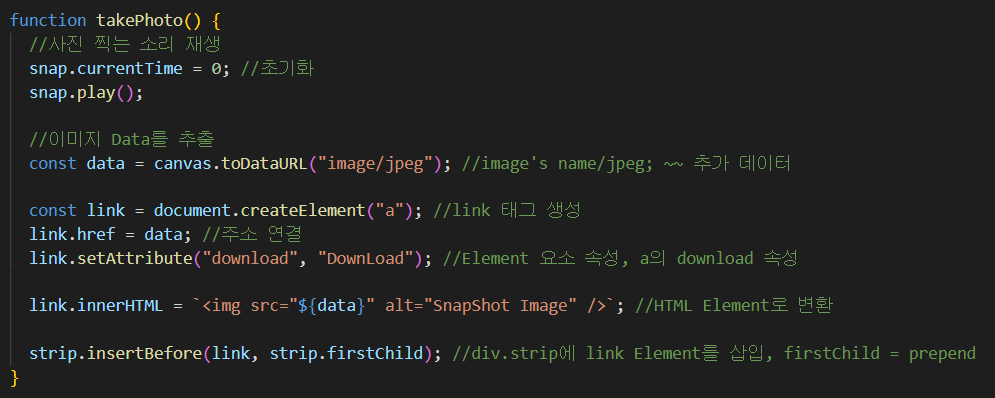 function takePhoto() {
//사진 찍는 소리 재생
snap.currentTime = 0; //초기화
snap.play();
//이미지 Data를 추출
const data = canvas.toDataURL("image/jpeg"); //image's name/jpeg; ~~ 추가 데이터
const link = document.createElement("a"); //link 태그 생성
link.href = data; //주소 연결
link.setAttribute("download", "DownLoad"); //Element 요소 속성, a의 download 속성
link.innerHTML = `<img src="${data}" alt="SnapShot Image" />`; //HTML Element로 변환
strip.insertBefore(link, strip.firstChild); //div.strip에 link Element를 삽입, firstChild = prepend
}